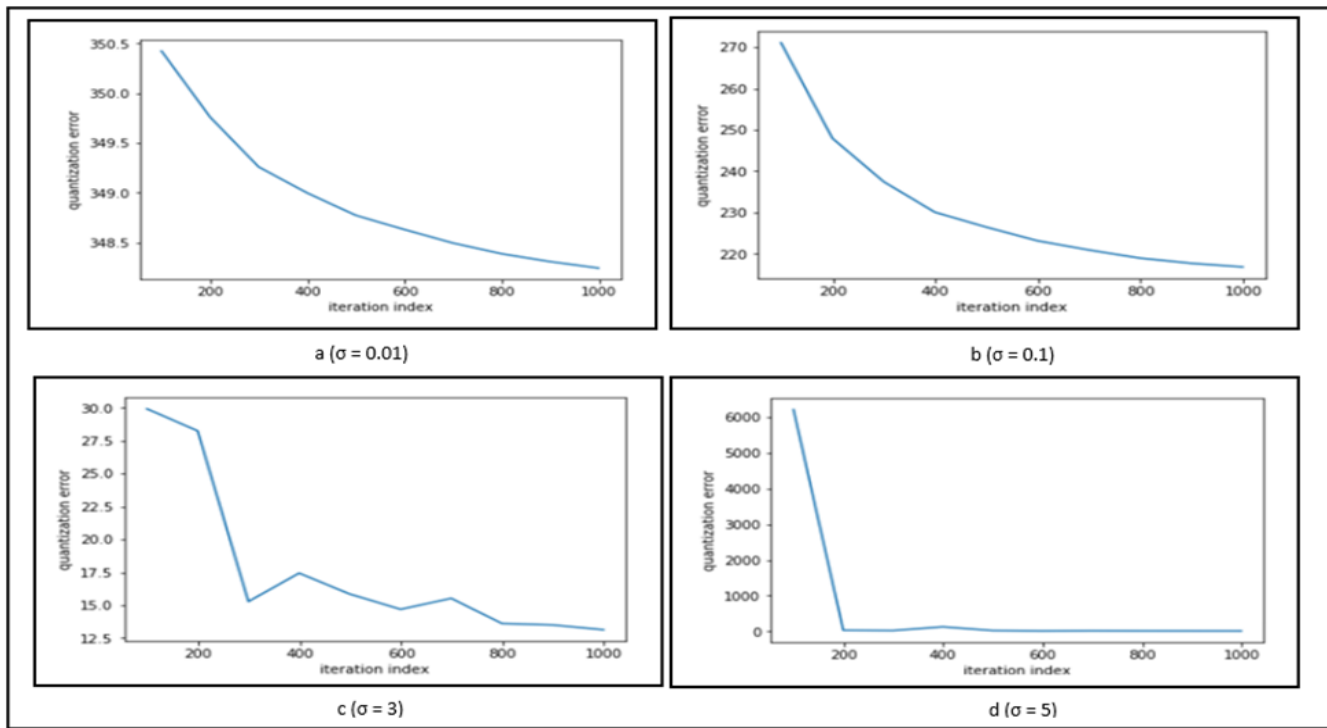 350.5
350.0
349.5
349.0
348.5
quantization error
200 400 600 800 1000
iteration index
a (σ = 0.01)
270
260
250
240
230
220
quantization error
200 400 600 800 1000
iteration index
b (σ = 0.1)
30.0
27.5
25.0
22.5
20.0
17.5
15.0
12.5
quantization error
200 400 600 800 1000
iteration index
c (σ = 3)
6000
5000
4000
3000
2000
1000
0
quantization error
200 400 600 800 1000
iteration index
d (σ = 5)